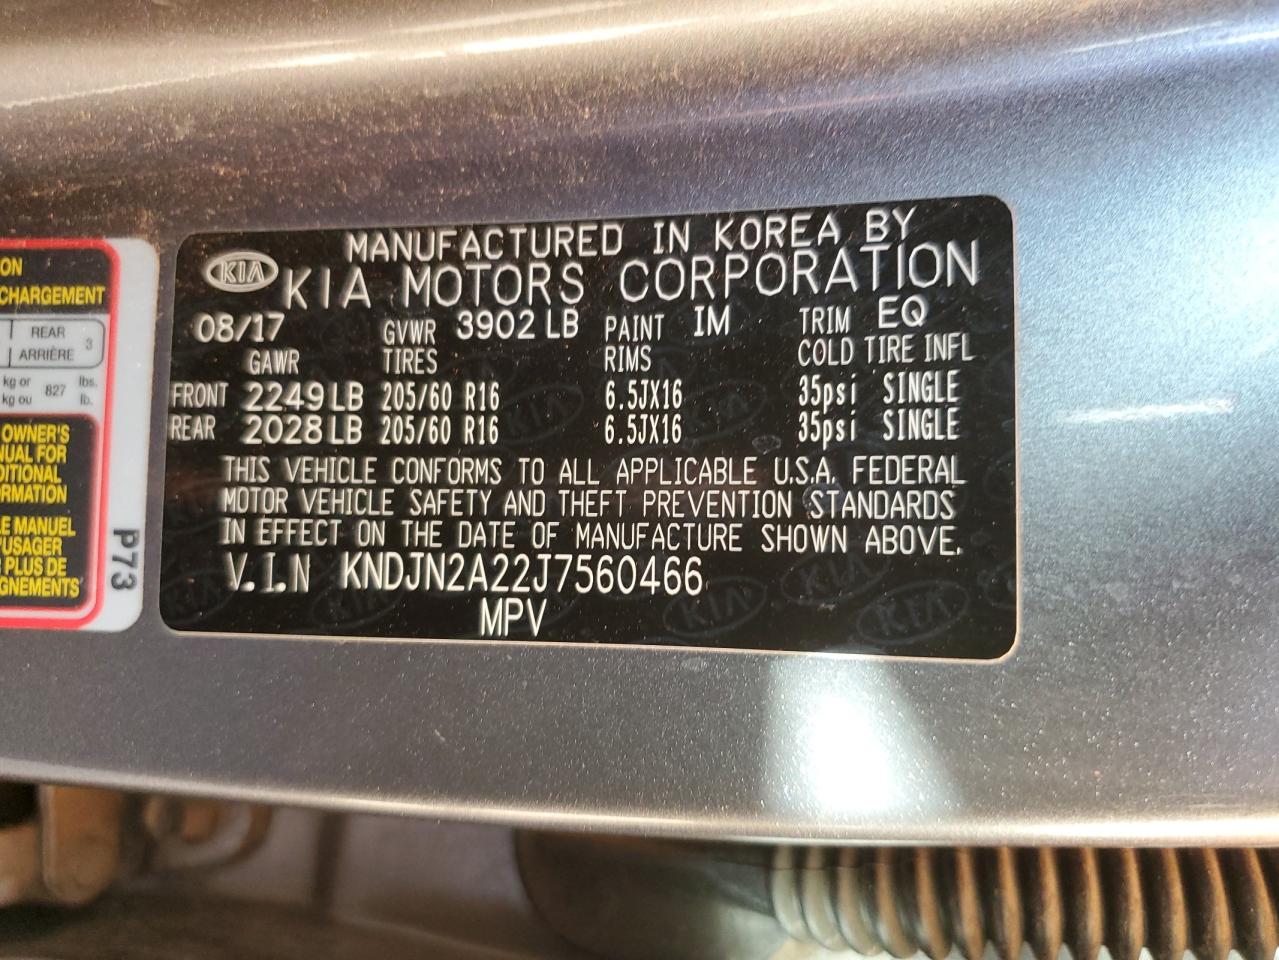 KIA
MANUFACTURED IN KOREA BY
KIA MOTORS CORPORATION
08/17 GVWR 3902 LB PAINT IM TRIM EQ
GAWR TIRES RIMS COLD TIRE INFL
FRONT 2249 LB 205/60 R16 6.5JX16 35psi SINGLE
REAR 2028 LB 205/60 R16 6.5JX16 35psi SINGLE
THIS VEHICLE CONFORMS TO ALL APPLICABLE U.S.A. FEDERAL
MOTOR VEHICLE SAFETY AND THEFT PREVENTION STANDARDS
IN EFFECT ON THE DATE OF MANUFACTURE SHOWN ABOVE.
V.I.N KNDJN2A22J7560466
MPV
ON
CHARGEMENT
REAR
ARRIÈRE 3
kg or 827 lbs.
kg ou lb.
OWNER'S
NUAL FOR
DITIONAL
ORMATION
LE MANUEL
'USAGER
PLUS DE
GNEMENTS
P73